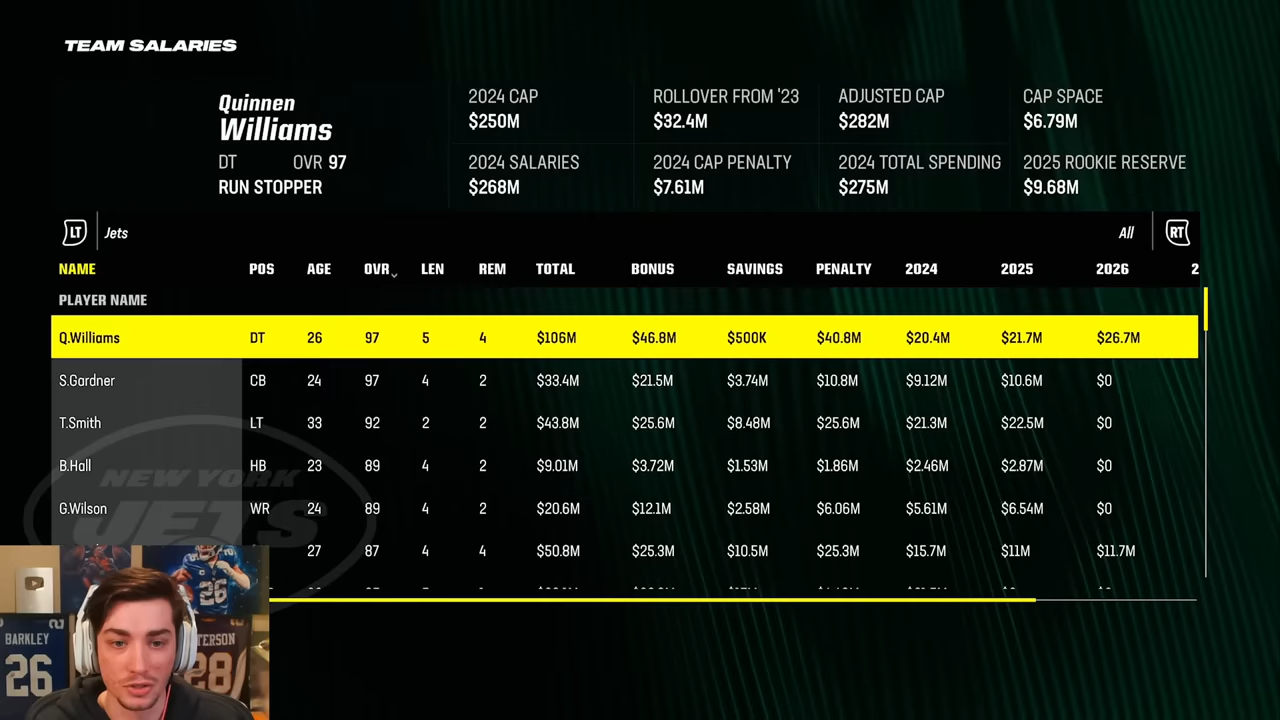 TEAM SALARIES
Quinnen
Williams
DT OVR 97
RUN STOPPER
2024 CAP ROLLOVER FROM '23 ADJUSTED CAP CAP SPACE
$250M $32.4M $282M $6.79M
2024 SALARIES 2024 CAP PENALTY 2024 TOTAL SPENDING 2025 ROOKIE RESERVE
$268M $7.61M $275M $9.68M
LT Jets All RT
NAME POS AGE OVR LEN REM TOTAL BONUS SAVINGS PENALTY 2024 2025 2026 2
PLAYER NAME
Q.Williams DT 26 97 5 4 $106M $46.8M $500K $40.8M $20.4M $21.7M $26.7M
S.Gardner CB 24 97 4 2 $33.4M $21.5M $3.74M $10.8M $9.12M $10.6M $0
T.Smith LT 33 92 2 2 $43.8M $25.6M $8.48M $25.6M $21.3M $22.5M $0
B.Hall HB 23 89 4 2 $9.01M $3.72M $1.53M $1.86M $2.46M $2.87M $0
G.Wilson WR 24 89 4 2 $20.6M $12.1M $2.58M $6.06M $5.61M $6.54M $0
27 87 4 4 $50.8M $25.3M $10.5M $25.3M $15.7M $11M $11.7M
NEW YORK
JETS
26
BARKLEY
26
TERSON
28